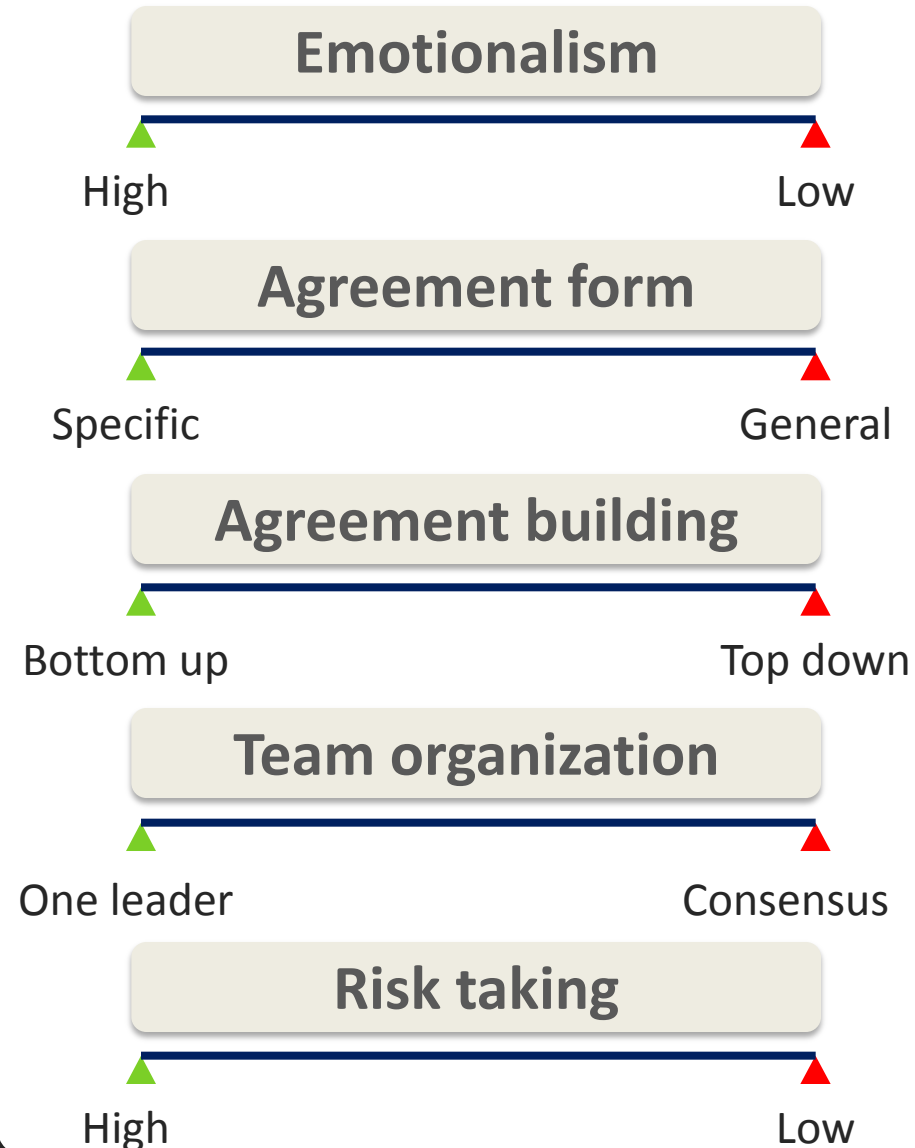 Emotionalism
High Low
Agreement form
Specific General
Agreement building
Bottom up Top down
Team organization
One leader Consensus
Risk taking
High Low